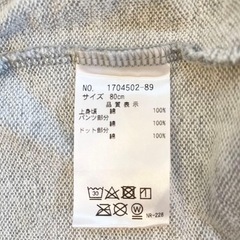 NO. 1704502-89
サイズ 80cm
品質表示
上身頃 綿 100%
パンツ部分
綿 100%
ドット部分
綿 100%
NR-228